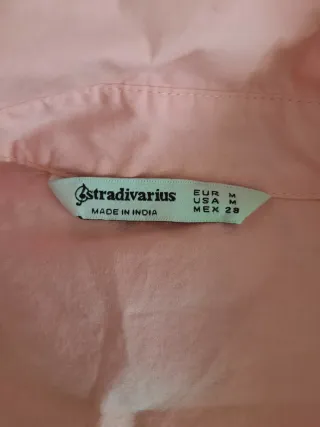 stradivarius
MADE IN INDIA
EUR M
USA M
MEX 28